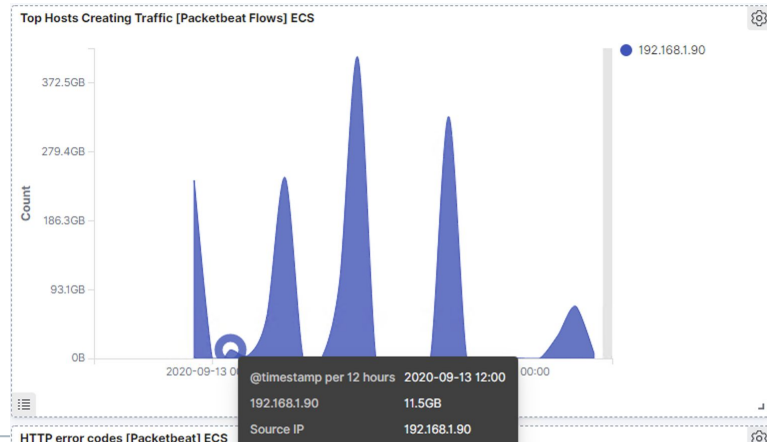 Top Hosts Creating Traffic [Packetbeat Flows] ECS
192.168.1.90
372.5GB
279.4GB
186.3GB
93.1GB
0B
Count
2020-09-13 00
00:00
@timestamp per 12 hours 2020-09-13 12:00
192.168.1.90 11.5GB
Source IP 192.168.1.90
HTTP error codes [Packetbeat] ECS